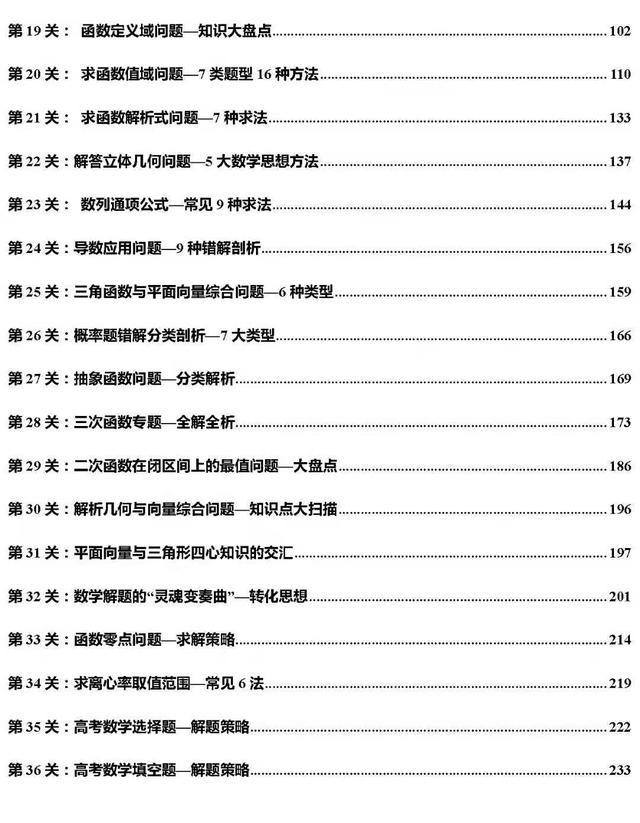 第 19 关： 函数定义域问题—知识大盘点........................102
第 20 关： 求函数值域问题—7 类题型 16 种方法........................110
第 21 关： 求函数解析式问题—7 种求法........................133
第 22 关：解答立体几何问题—5 大数学思想方法........................137
第 23 关： 数列通项公式—常见 9 种求法........................144
第 24 关：导数应用问题—9 种错解剖析........................156
第 25 关：三角函数与平面向量综合问题—6 种类型........................159
第 26 关：概率题错解分类剖析—7 大类型........................166
第 27 关：抽象函数问题—分类解析........................169
第 28 关：三次函数专题—全解全析........................173
第 29 关：二次函数在闭区间上的最值问题—大盘点........................186
第 30 关：解析几何与向量综合问题—知识点大扫描........................196
第 31 关：平面向量与三角形四心知识的交汇........................197
第 32 关：数学解题的“灵魂变奏曲”—转化思想........................201
第 33 关：函数零点问题—求解策略........................214
第 34 关：求离心率取值范围—常见 6 法........................219
第 35 关：高考数学选择题—解题策略........................222
第 36 关：高考数学填空题—解题策略........................233